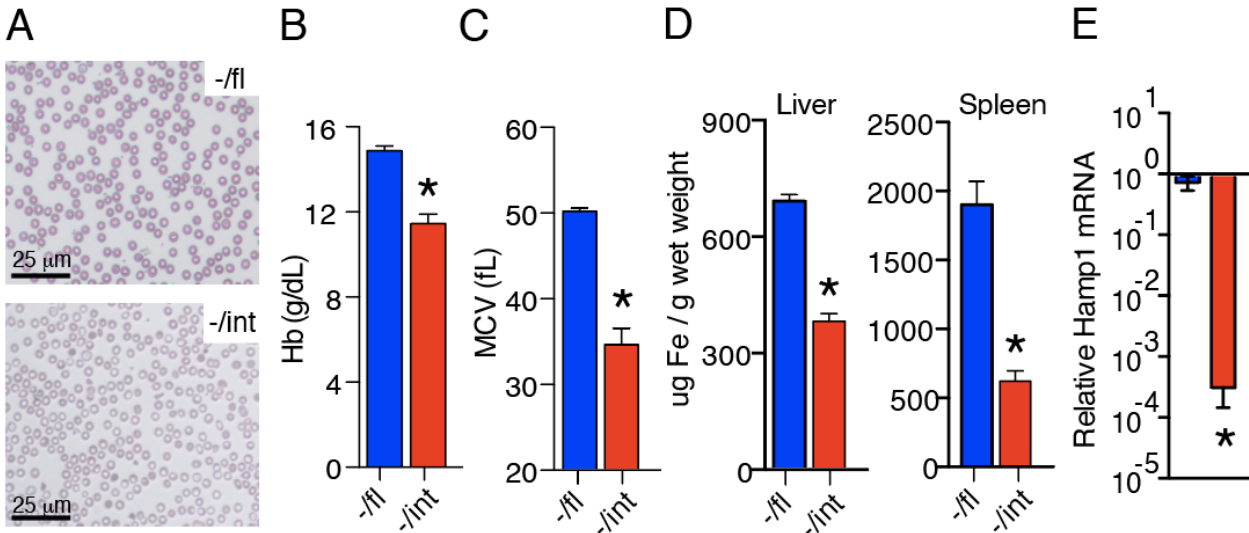 A
-/fl
25 µm
-/int
25 µm
B
Hb (g/dL)
16
12
8
4
0
-/fl
-/int
*
C
MCV (fL)
60
50
40
30
20
-/fl
-/int
*
D
ug Fe / g wet weight
Liver
900
600
300
0
-/fl
-/int
*
Spleen
2500
2000
1500
1000
500
0
-/fl
-/int
*
E
Relative Hamp1 mRNA
10 1
10 0
10 -1
10 -2
10 -3
10 -4
10 -5
*